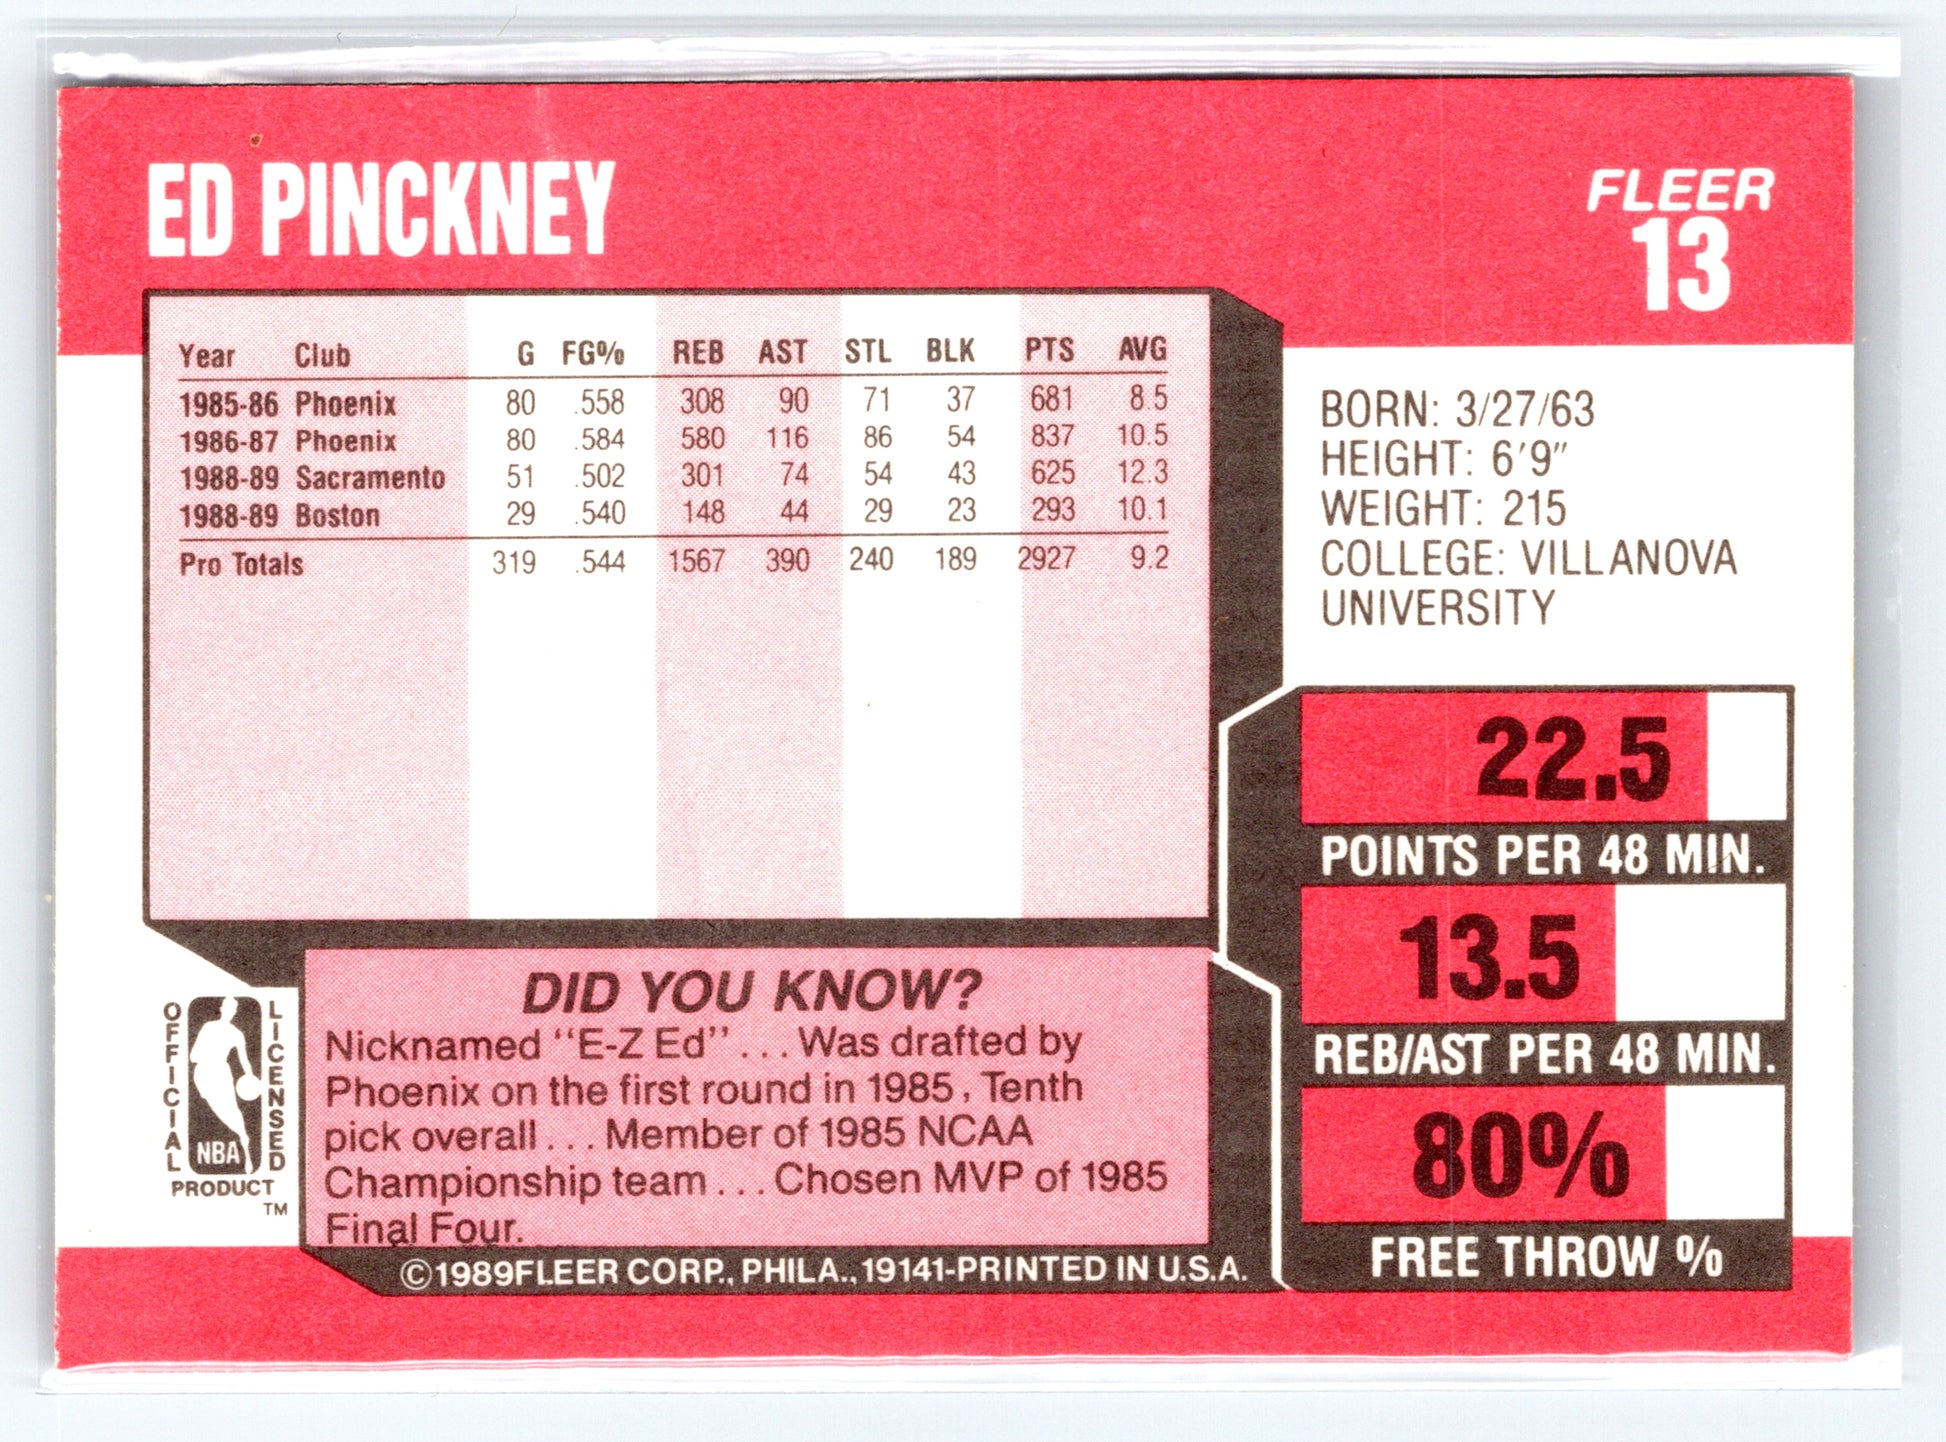 ED PINCKNEY
FLEER
13
Year Club G FG% REB AST STL BLK PTS AVG
1985-86 Phoenix 80 .558 308 90 71 37 681 8.5
1986-87 Phoenix 80 .584 580 116 86 54 837 10.5
1988-89 Sacramento 51 .502 301 74 54 43 625 12.3
1988-89 Boston 29 .540 148 44 29 23 293 10.1
Pro Totals 319 .544 1567 390 240 189 2927 9.2
BORN: 3/27/63
HEIGHT: 6'9"
WEIGHT: 215
COLLEGE: VILLANOVA
UNIVERSITY
22.5
POINTS PER 48 MIN.
13.5
REB/AST PER 48 MIN.
80%
FREE THROW %
DID YOU KNOW?
Nicknamed "E-Z Ed" ... Was drafted by
Phoenix on the first round in 1985, Tenth
pick overall ... Member of 1985 NCAA
Championship team ... Chosen MVP of 1985
Final Four.
OFFICIAL
NBA
LICENSED
PRODUCT
TM
©1989FLEER CORP., PHILA., 19141-PRINTED IN U.S.A.